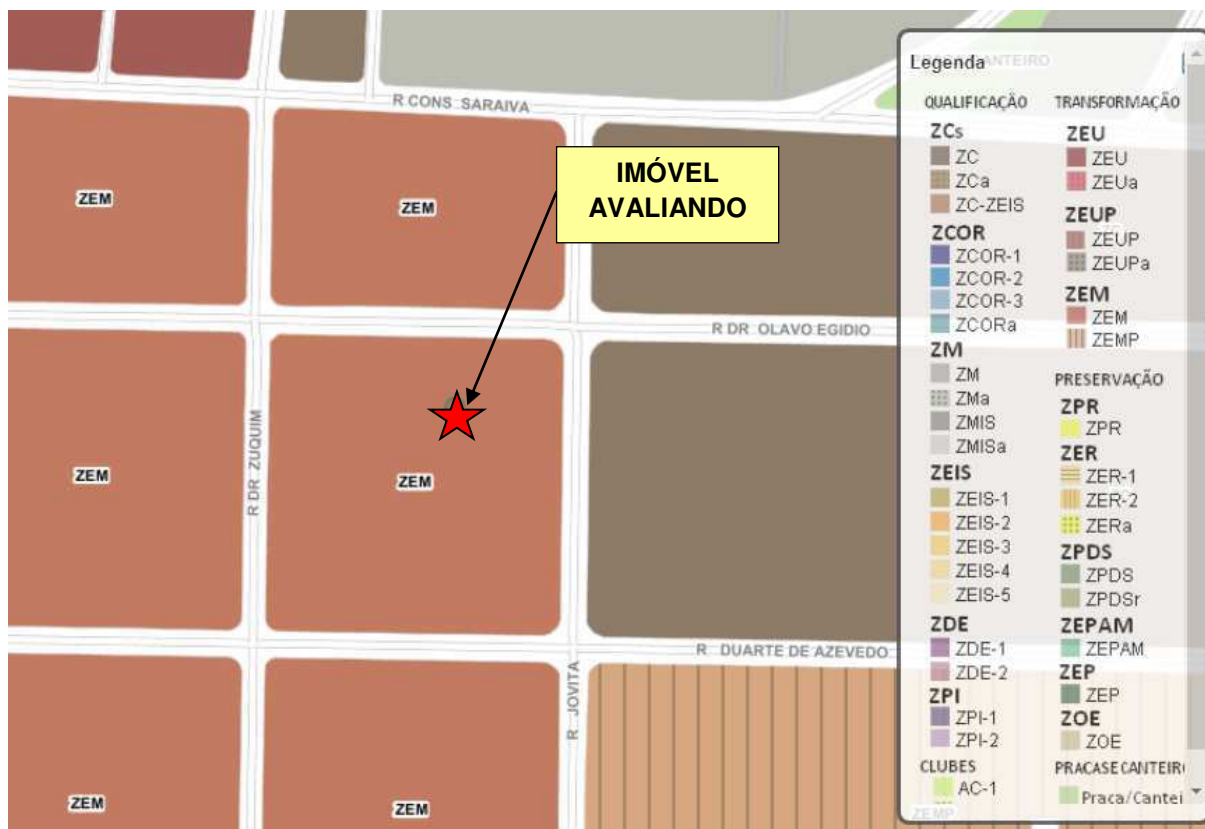 R CONS SARAIVA
ZEM
ZEM
IMÓVEL
AVALIANDO
R DR OLAVO EGIDIO
R DR ZUQUIM
ZEM
ZEM
R DUARTE DE AZEVEDO
R JOVITA
ZEM
ZEM
Legenda
QUALIFICAÇÃO
ZCs
ZC
ZCa
ZC-ZEIS
ZCOR
ZCOR-1
ZCOR-2
ZCOR-3
ZCORa
ZM
ZM
ZMa
ZMIS
ZMISa
ZEIS
ZEIS-1
ZEIS-2
ZEIS-3
ZEIS-4
ZEIS-5
ZDE
ZDE-1
ZDE-2
ZPI
ZPI-1
ZPI-2
CLUBES
AC-1
ZEMP
TRANSFORMAÇÃO
ZEU
ZEU
ZEUa
ZEUP
ZEUP
ZEUPa
ZEM
ZEM
ZEMP
PRESERVAÇÃO
ZPR
ZPR
ZER
ZER-1
ZER-2
ZERa
ZPDS
ZPDS
ZPDSr
ZEPAM
ZEPAM
ZEP
ZEP
ZOE
ZOE
PRACASECANTEIR
Praca/Cantei